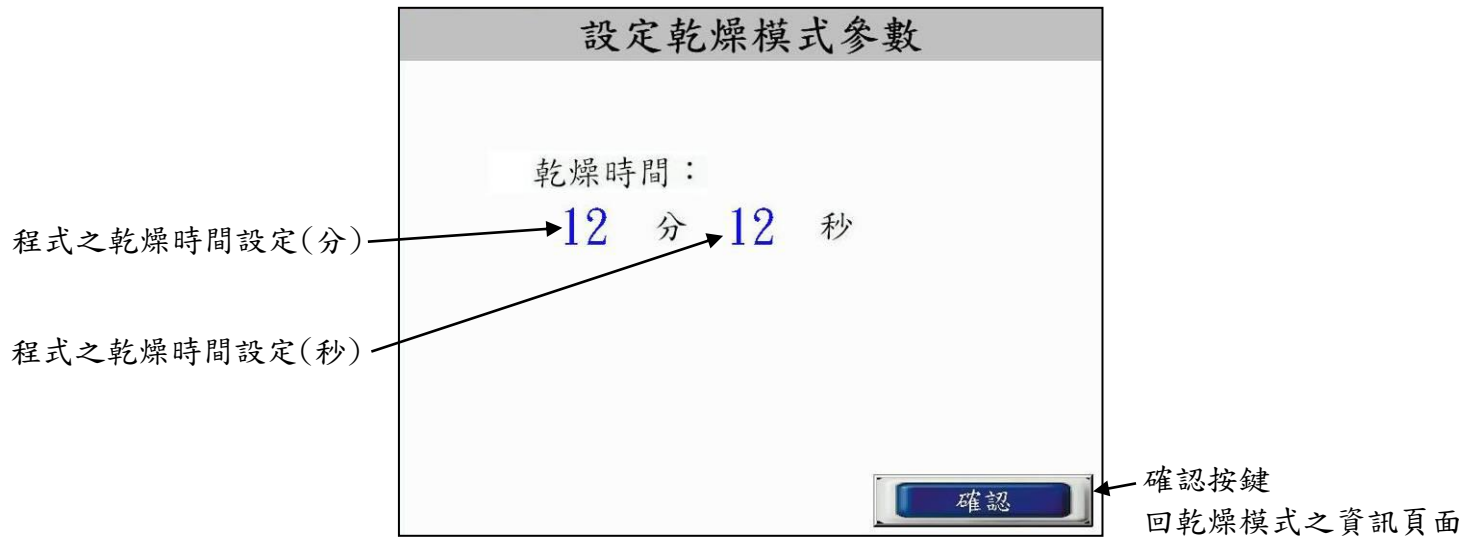 設定乾燥模式參數
乾燥時間：
12 分 12 秒
程式之乾燥時間設定(分)
程式之乾燥時間設定(秒)
確認
確認按鍵
回乾燥模式之資訊頁面